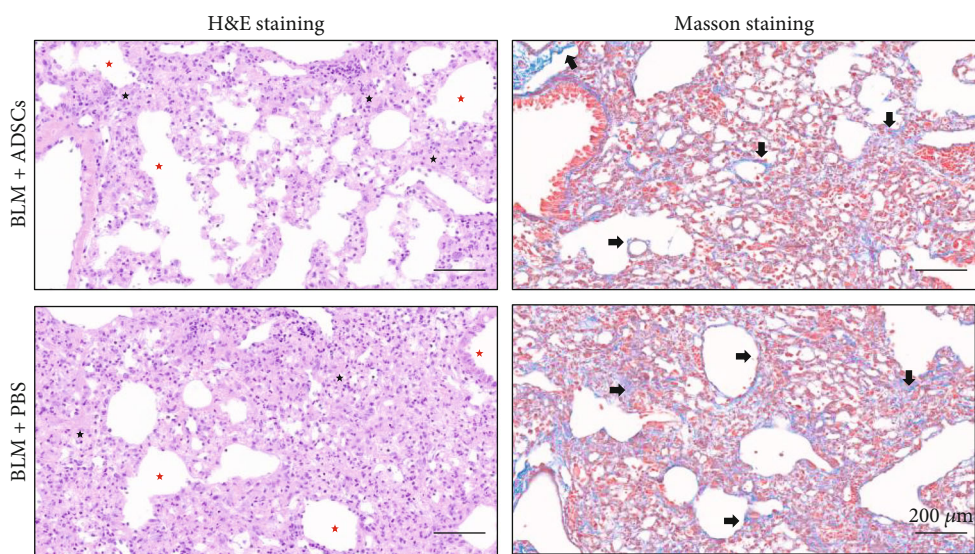 H&E staining
Masson staining
BLM + ADSCs
BLM + PBS
200 μm